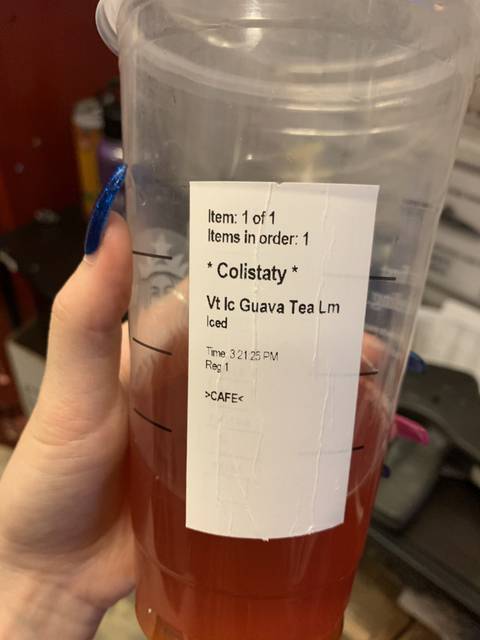 Item: 1 of 1
Items in order: 1
* Colistaty *
Vt Ic Guava Tea Lm
Iced
Time: 3:21:25 PM
Reg 1
>CAFE<